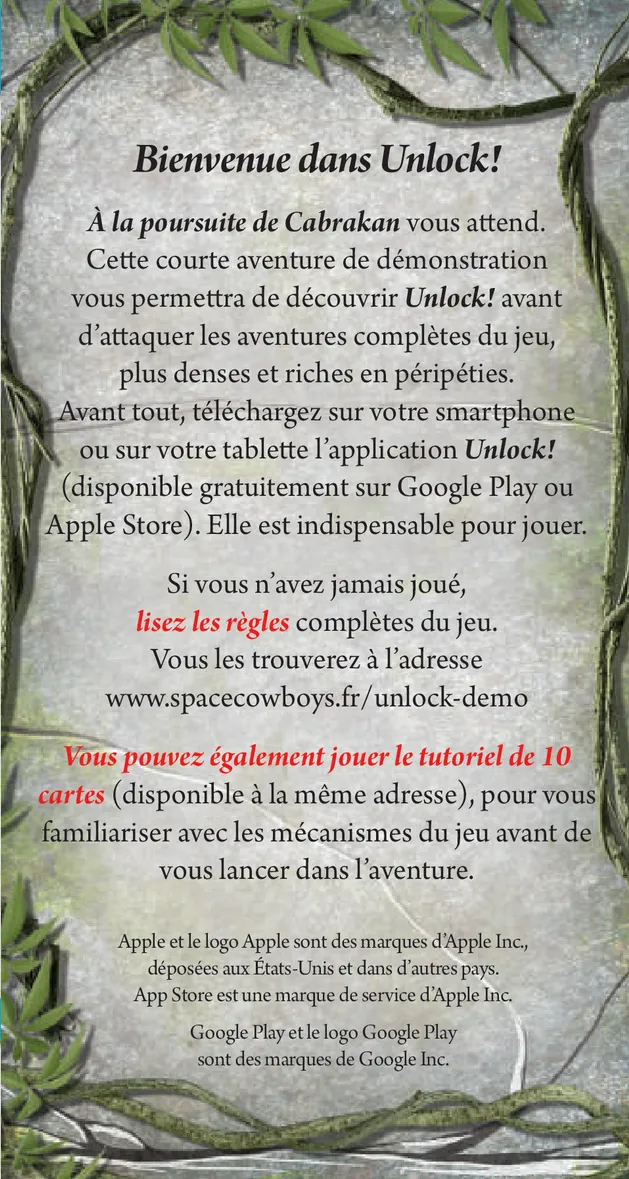 Bienvenue dans Unlock!
À la poursuite de Cabrakan vous attend.
Cette courte aventure de démonstration
vous permettra de découvrir Unlock! avant
d’attaquer les aventures complètes du jeu,
plus denses et riches en péripéties.
Avant tout, téléchargez sur votre smartphone
ou sur votre tablette l’application Unlock!
(disponible gratuitement sur Google Play ou
Apple Store). Elle est indispensable pour jouer.
Si vous n’avez jamais joué,
lisez les règles complètes du jeu.
Vous les trouverez à l’adresse
www.spacecowboys.fr/unlock-demo
Vous pouvez également jouer le tutoriel de 10
cartes (disponible à la même adresse), pour vous
familiariser avec les mécanismes du jeu avant de
vous lancer dans l’aventure.
Apple et le logo Apple sont des marques d’Apple Inc.,
déposées aux États-Unis et dans d’autres pays.
App Store est une marque de service d’Apple Inc.
Google Play et le logo Google Play
sont des marques de Google Inc.